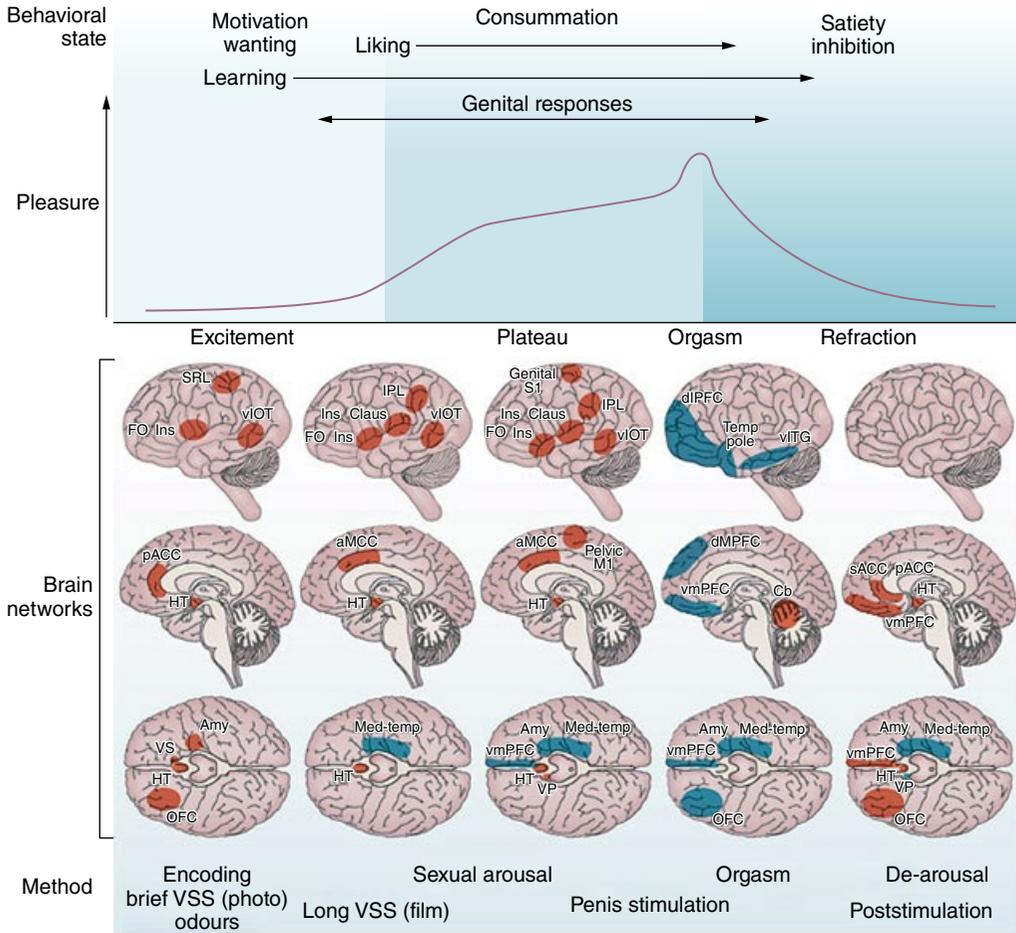 Behavioral state
Motivation wanting
Consummation
Satiety inhibition
Liking
Learning
Genital responses
Pleasure
Excitement
Plateau
Orgasm
Refraction
Brain networks
SRL
vlOT
FO Ins
IPL
Ins Claus
vlOT
FO Ins
Genital S1
IPL
Ins Claus
FO Ins
vlOT
dlPFC
Temp pole
vlTG
pACC
HT
aMCC
HT
aMCC
Pelvic M1
HT
dMPFC
vmPFC
Cb
sACC
pACC
HT
vmPFC
Amy
VS
HT
OFC
Med-temp
HT
Amy
Med-temp
vmPFC
HT
VP
Amy
Med-temp
vmPFC
OFC
Amy
Med-temp
vmPFC
HT
VP
OFC
Method
Encoding
brief VSS (photo)
odours
Sexual arousal
Long VSS (film)
Penis stimulation
Orgasm
De-arousal
Poststimulation